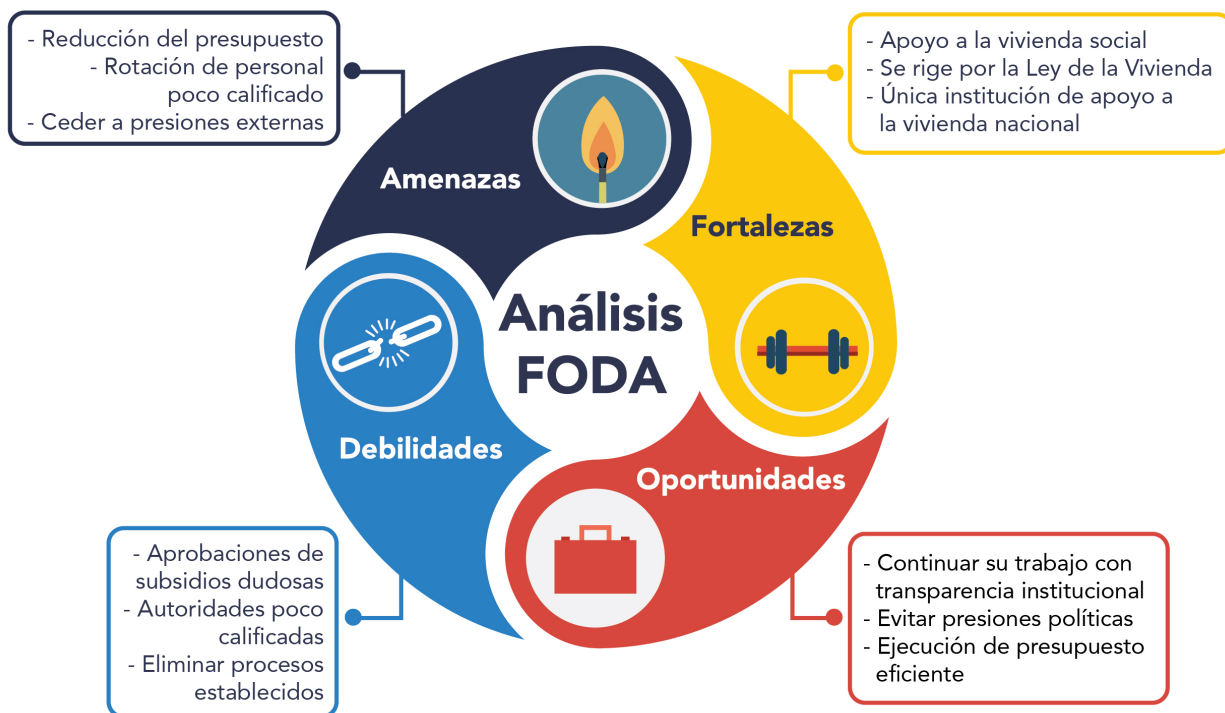 - Reducción del presupuesto
- Rotación de personal
poco calificado
- Ceder a presiones externas
- Apoyo a la vivienda social
- Se rige por la Ley de la Vivienda
- Única institución de apoyo a
la vivienda nacional
Amenazas
Fortalezas
Análisis
FODA
Debilidades
Oportunidades
- Aprobaciones de
subsidios dudosas
- Autoridades poco
calificadas
- Eliminar procesos
establecidos
- Continuar su trabajo con
transparencia institucional
- Evitar presiones políticas
- Ejecución de presupuesto
eficiente